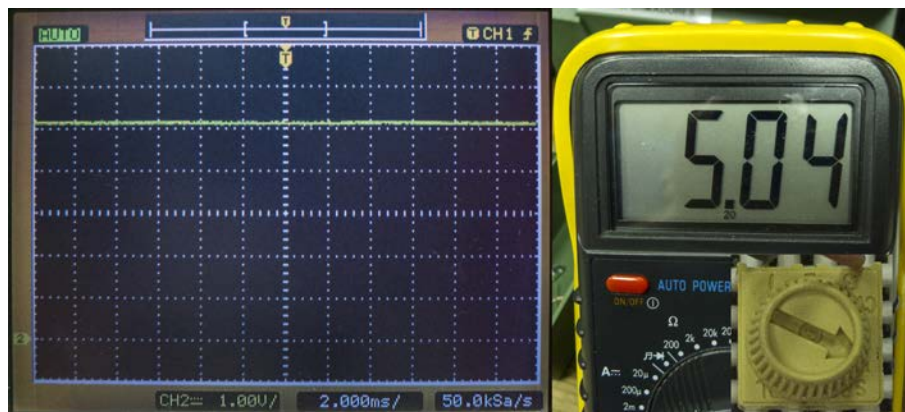 T
AUTO
T CH1
T
2
CH2 1.00V/ 2.000ms/ 50.0kSa/s
5.04
20
AUTO POWER
ON/OFF
Ω
200 2k 20k 20
A
20µ
200µ
2m